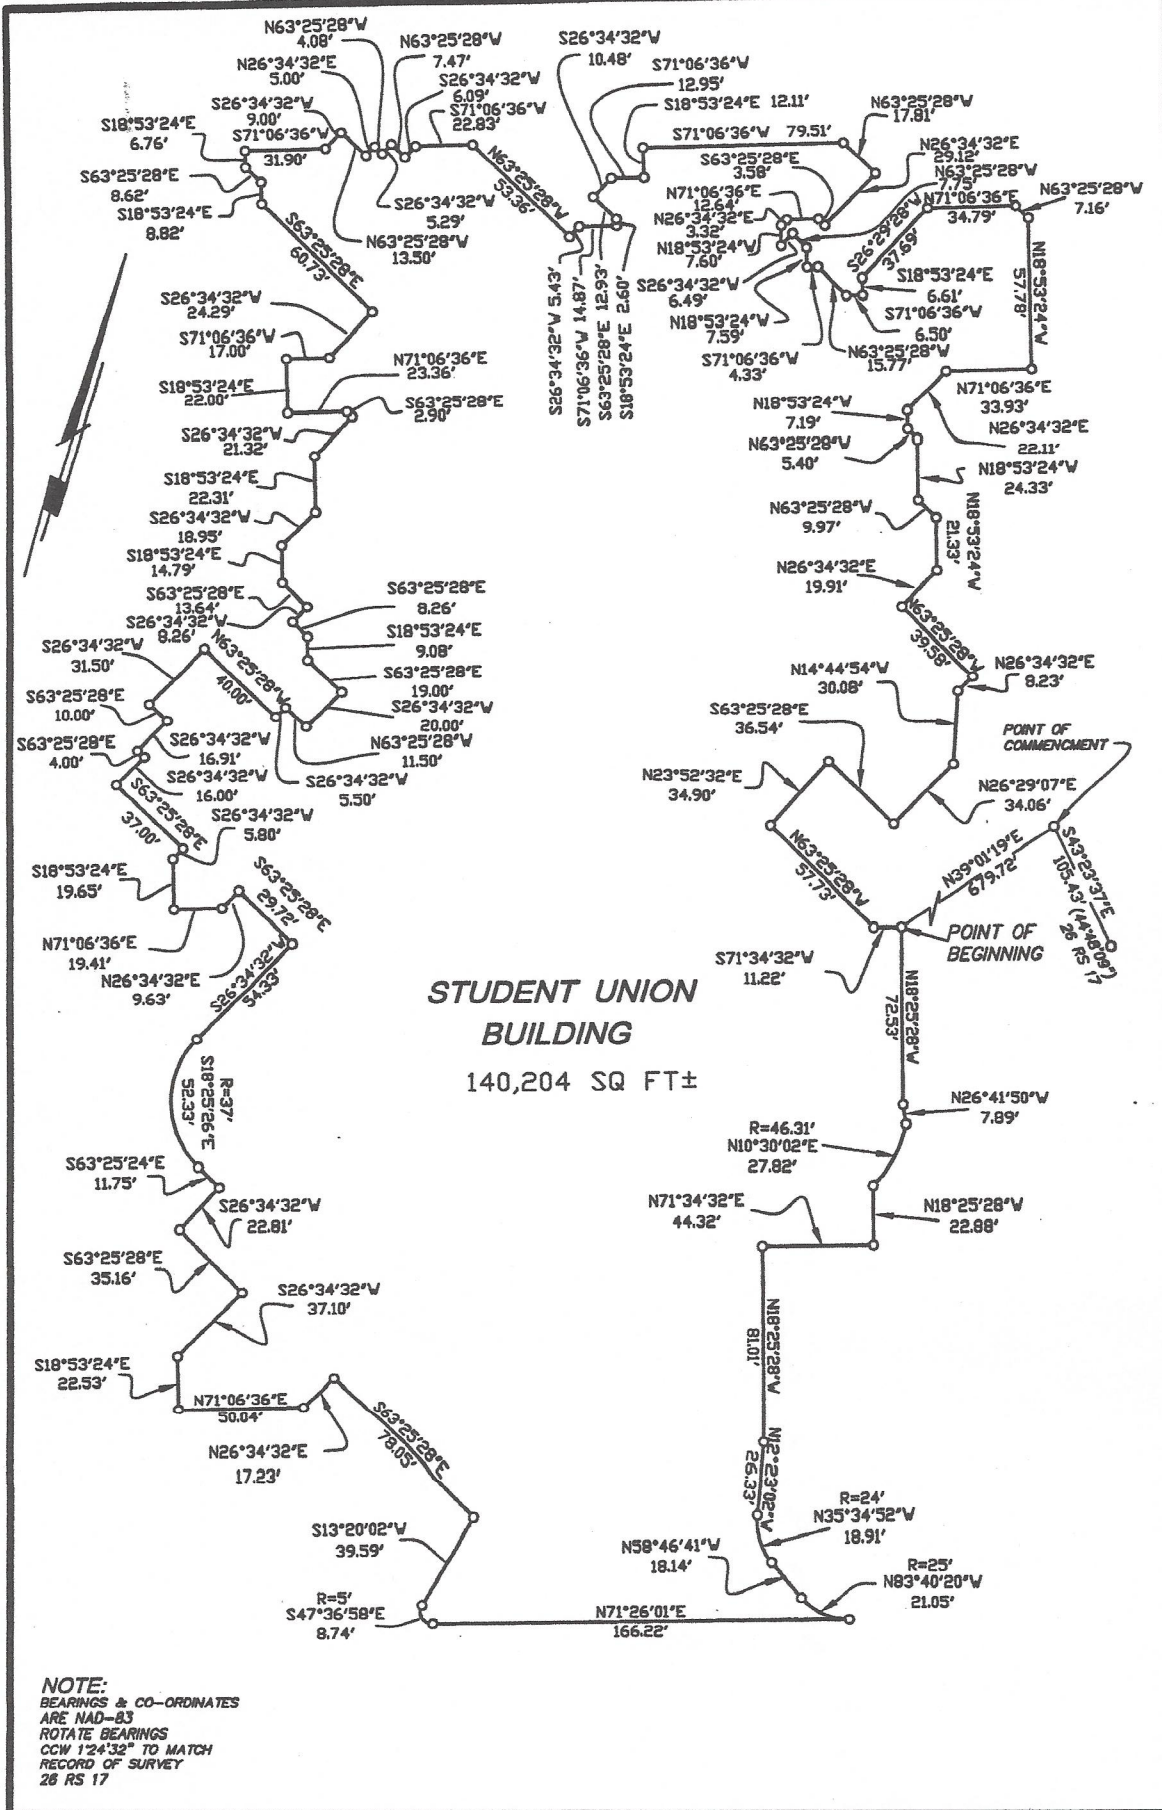 N63°25'28"W
4.08'
N63°25'28"W
7.47'
N26°34'32"E
5.00'
S26°34'32"W
6.09'
S26°34'32"W
9.00'
S71°06'36"W
22.83'
S18°53'24"E
6.76'
S71°06'36"W
31.90'
S63°25'28"E
8.62'
S18°53'24"E
8.82'
N63°25'28"W
53.36'
S26°34'32"W
5.29'
N63°25'28"W
13.50'
S63°25'28"E
60.73'
S26°34'32"W
10.48'
S71°06'36"W
12.95'
S18°53'24"E 12.11'
S71°06'36"W 79.51'
N63°25'28"W
17.81'
S63°25'28"E
3.58'
N26°34'32"E
29.12'
N63°25'28"W
7.75'
N71°06'36"E
12.64'
N71°06'36"E
34.79'
N63°25'28"W
7.16'
N26°34'32"E
3.32'
N18°53'24"W
7.60'
S26°29'28"W
37.69'
S26°34'32"W
6.49'
S18°53'24"E
6.61'
N18°53'24"W
7.59'
S71°06'36"W
6.50'
S71°06'36"W
4.33'
N63°25'28"W
15.77'
N18°53'24"W
57.78'
S26°34'32"W 5.43'
S71°06'36"W 14.87'
S63°25'28"E 12.93'
S18°53'24"E 2.60'
S26°34'32"W
24.29'
S71°06'36"W
17.00'
S18°53'24"E
22.00'
N71°06'36"E
23.36'
S63°25'28"E
2.90'
S26°34'32"W
21.32'
S18°53'24"E
22.31'
S26°34'32"W
18.95'
S18°53'24"E
14.79'
S63°25'28"E
13.64'
S26°34'32"W
8.26'
S63°25'28"E
8.26'
S18°53'24"E
9.08'
S63°25'28"E
19.00'
S26°34'32"W
20.00'
N63°25'28"W
11.50'
S26°34'32"W
5.50'
N63°25'28"W
40.00'
S26°34'32"W
31.50'
S63°25'28"E
10.00'
S26°34'32"W
16.91'
S63°25'28"E
4.00'
S26°34'32"W
16.00'
S63°25'28"E
37.00'
S26°34'32"W
5.80'
S18°53'24"E
19.65'
N71°06'36"E
19.41'
N26°34'32"E
9.63'
S63°25'28"E
29.72'
S26°34'32"W
54.33'
N71°06'36"E
33.93'
N18°53'24"W
7.19'
N26°34'32"E
22.11'
N63°25'28"W
5.40'
N18°53'24"W
24.33'
N63°25'28"W
9.97'
N18°53'24"W
21.33'
N26°34'32"E
19.91'
N63°25'28"W
39.58'
N14°44'54"W
30.08'
N26°34'32"E
8.23'
S63°25'28"E
36.54'
POINT OF
COMMENCMENT
N23°52'32"E
34.90'
N26°29'07"E
34.06'
N63°25'28"W
57.73'
N39°01'19"E
679.72'
S43°23'37"E
105.43' (44°48'09")
26 RS 17
S71°34'32"W
11.22'
POINT OF
BEGINNING
N18°25'28"W
72.53'
STUDENT UNION
BUILDING
140,204 SQ FT±
R=37'
S18°25'26"E
52.33'
S63°25'24"E
11.75'
S26°34'32"W
22.81'
S63°25'28"E
35.16'
S26°34'32"W
37.10'
S18°53'24"E
22.53'
N71°06'36"E
50.04'
N26°34'32"E
17.23'
S63°25'28"E
78.05'
S13°20'02"W
39.59'
R=5'
S47°36'58"E
8.74'
N26°41'50"W
7.89'
R=46.31'
N10°30'02"E
27.82'
N71°34'32"E
44.32'
N18°25'28"W
22.88'
N18°25'28"W
81.01'
N12°23'02"W
26.33'
R=24'
N35°34'52"W
18.91'
N58°46'41"W
18.14'
R=25'
N83°40'20"W
21.05'
N71°26'01"E
166.22'
NOTE:
BEARINGS & CO-ORDINATES
ARE NAD-83
ROTATE BEARINGS
CCW 1°24'32" TO MATCH
RECORD OF SURVEY
26 RS 17